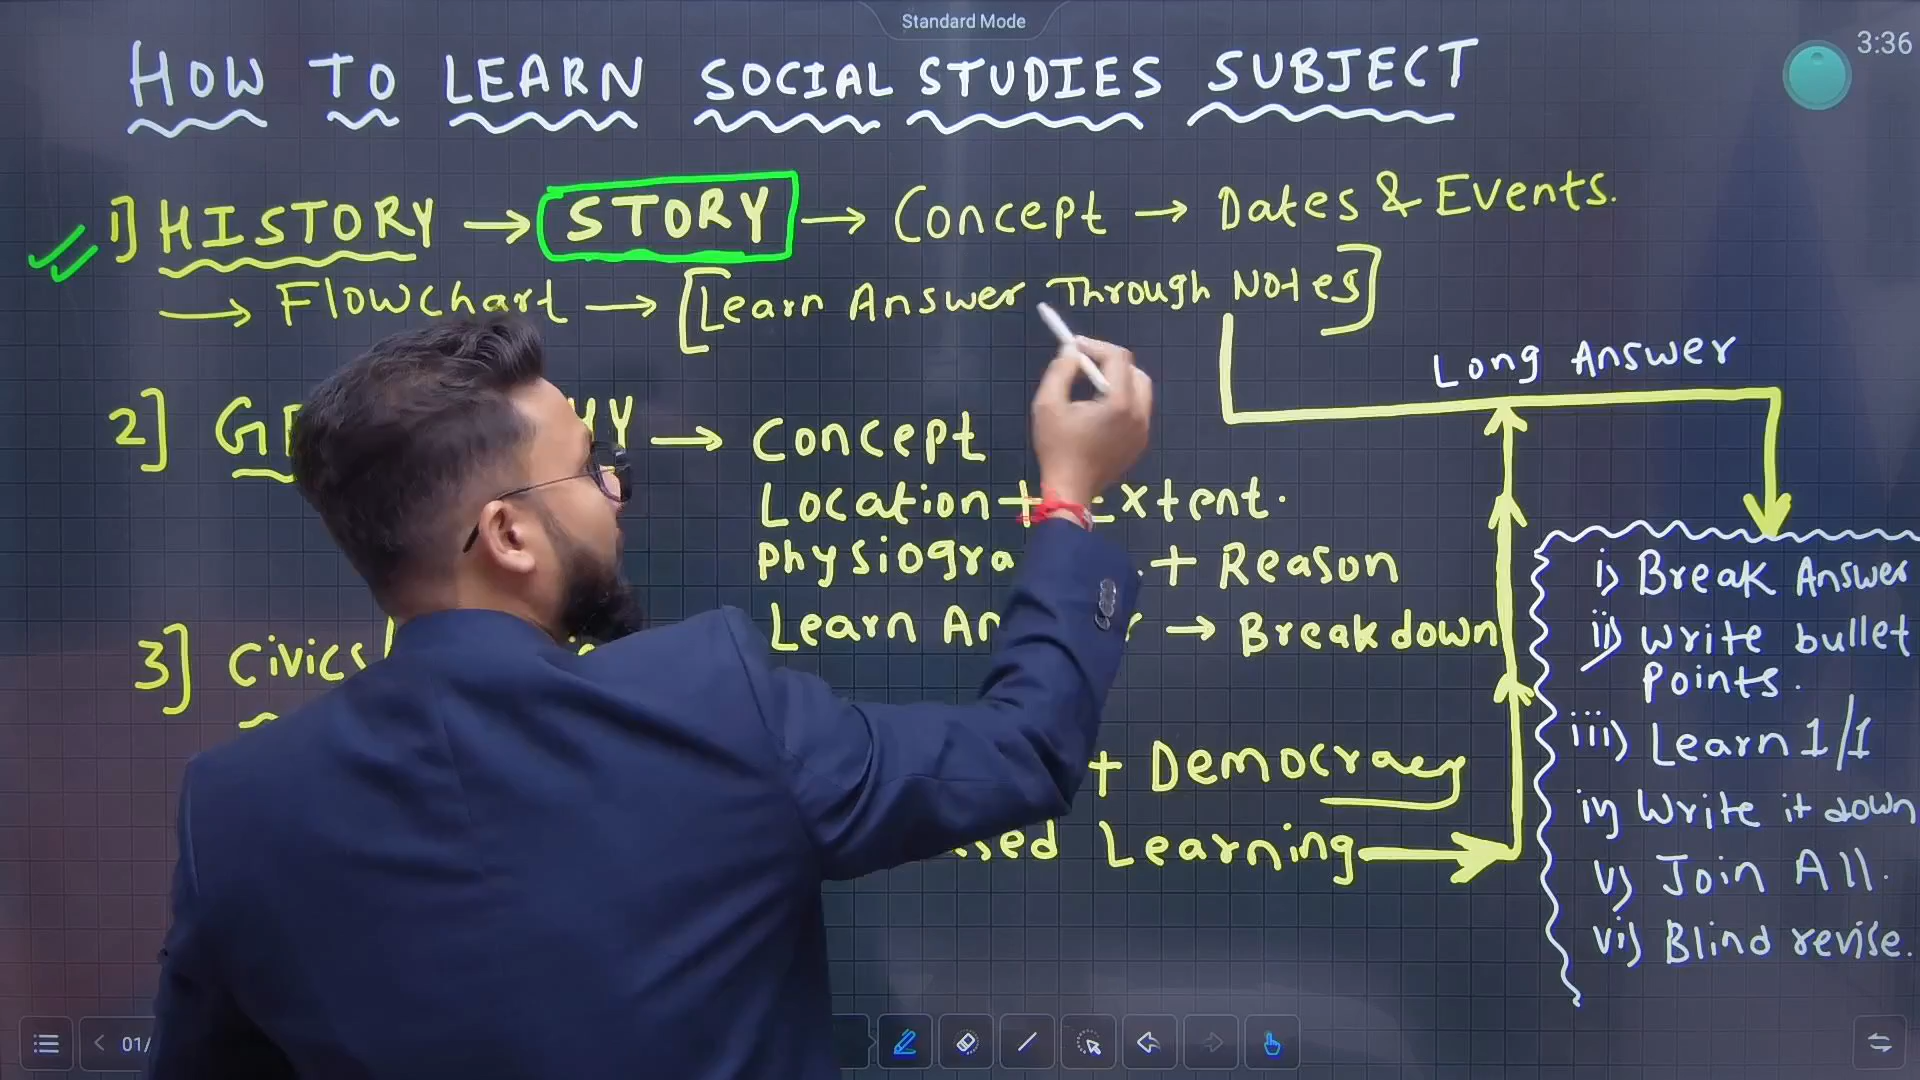 Standard Mode
3:36
HOW TO LEARN SOCIAL STUDIES SUBJECT
1] HISTORY → STORY → Concept → Dates & Events.
→ Flowchart → [Learn Answer Through Notes]
Long Answer
2] → Concept
Location + Extent.
+ Reason
Learn → Breakdown
3] Civics/
+ Democracy
Learning
i) Break Answer
ii) Write bullet
Points.
iii) Learn 1/1
iv) Write it down
v) Join All.
vi) Blind revise.
01/